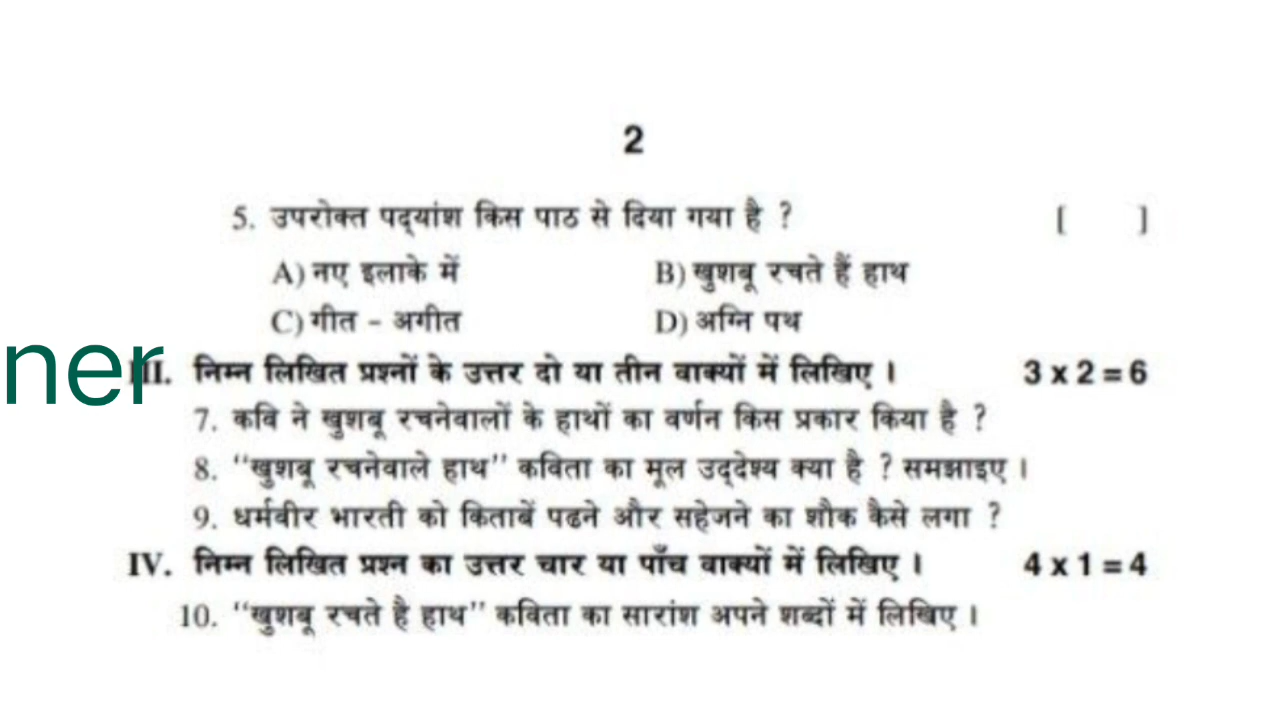 2
5. उपरोक्त पद्यांश किस पाठ से दिया गया है ? [ ]
A) नए इलाके में B) खुशबू रचते हैं हाथ
C) गीत - अगीत D) अग्नि पथ
ner
III. निम्न लिखित प्रश्नों के उत्तर दो या तीन वाक्यों में लिखिए । 3 x 2 = 6
7. कवि ने खुशबू रचनेवालों के हाथों का वर्णन किस प्रकार किया है ?
8. “खुशबू रचनेवाले हाथ” कविता का मूल उद्देश्य क्या है ? समझाइए ।
9. धर्मवीर भारती को किताबें पढने और सहेजने का शौक कैसे लगा ?
IV. निम्न लिखित प्रश्न का उत्तर चार या पाँच वाक्यों में लिखिए । 4 x 1 = 4
10. “खुशबू रचते है हाथ” कविता का सारांश अपने शब्दों में लिखिए ।